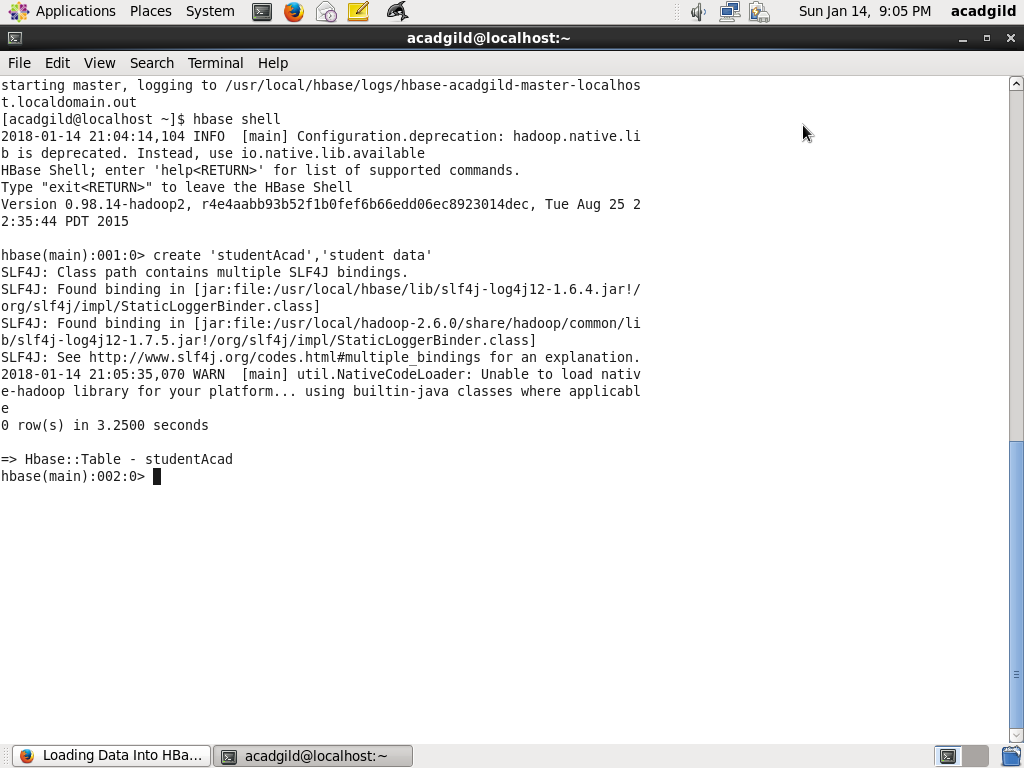 Applications Places System Sun Jan 14, 9:05 PM acadgild
acadgild@localhost:~
File Edit View Search Terminal Help
starting master, logging to /usr/local/hbase/logs/hbase-acadgild-master-localhos
t.localdomain.out
[acadgild@localhost ~]$ hbase shell
2018-01-14 21:04:14,104 INFO  [main] Configuration.deprecation: hadoop.native.li
b is deprecated. Instead, use io.native.lib.available
HBase Shell; enter 'help<RETURN>' for list of supported commands.
Type "exit<RETURN>" to leave the HBase Shell
Version 0.98.14-hadoop2, r4e4aabb93b52f1b0fef6b66edd06ec8923014dec, Tue Aug 25 2
2:35:44 PDT 2015
hbase(main):001:0> create 'studentAcad','student data'
SLF4J: Class path contains multiple SLF4J bindings.
SLF4J: Found binding in [jar:file:/usr/local/hbase/lib/slf4j-log4j12-1.6.4.jar!/
org/slf4j/impl/StaticLoggerBinder.class]
SLF4J: Found binding in [jar:file:/usr/local/hadoop-2.6.0/share/hadoop/common/li
b/slf4j-log4j12-1.7.5.jar!/org/slf4j/impl/StaticLoggerBinder.class]
SLF4J: See http://www.slf4j.org/codes.html#multiple_bindings for an explanation.
2018-01-14 21:05:35,070 WARN  [main] util.NativeCodeLoader: Unable to load nativ
e-hadoop library for your platform... using builtin-java classes where applicabl
e
0 row(s) in 3.2500 seconds
=> Hbase::Table - studentAcad
hbase(main):002:0>
Loading Data Into HBa... acadgild@localhost:~